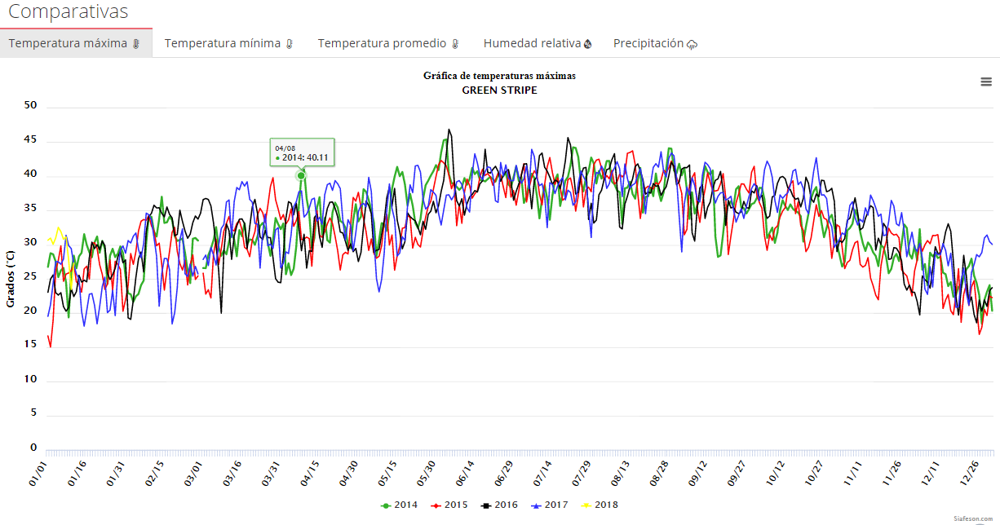 Comparativas
Temperatura máxima Temperatura mínima Temperatura promedio Humedad relativa Precipitación
Gráfica de temperaturas máximas
GREEN STRIPE
50
45
40
35
30
25
20
15
10
5
0
Grados (°C)
04/08
● 2014: 40.11
01/01 01/16 01/31 02/15 03/01 03/16 03/31 04/15 04/30 05/15 05/30 06/14 06/29 07/14 07/29 08/13 08/28 09/12 09/27 10/12 10/27 11/11 11/26 12/11 12/26
2014 2015 2016 2017 2018
Siafeson.com